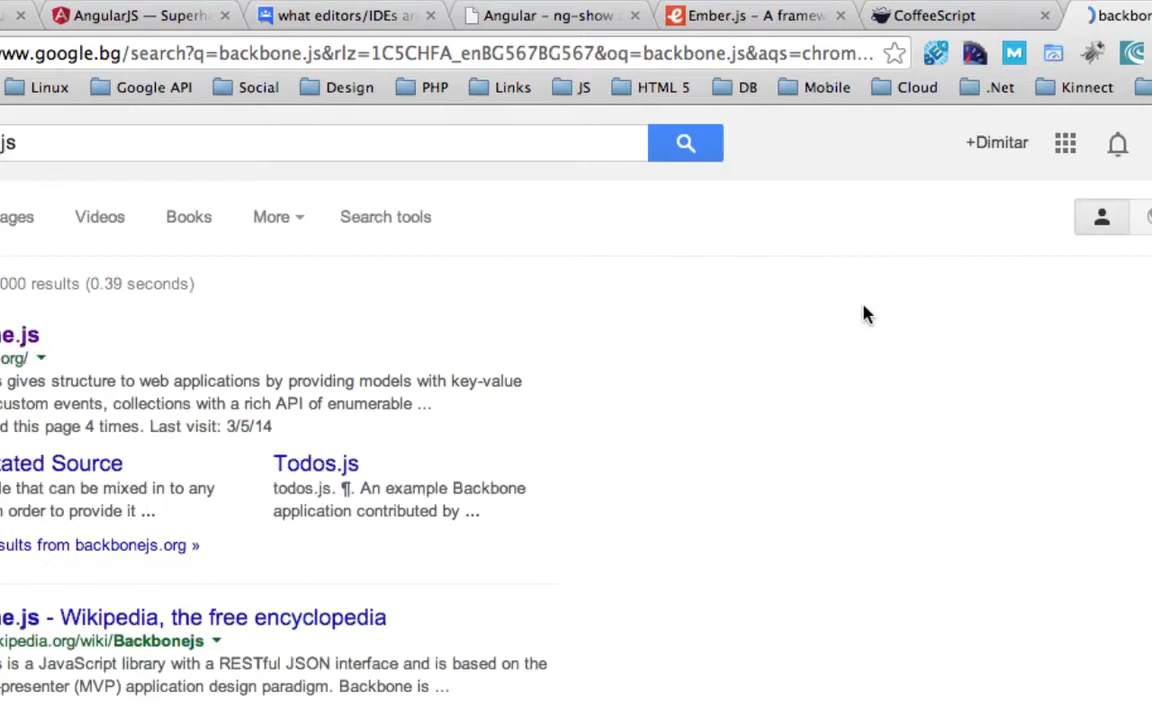 AngularJS — Superh
what editors/IDEs ar
Angular - ng-show
Ember.js - A framew
CoffeeScript
backbor
www.google.bg/search?q=backbone.js&rlz=1C5CHFA_enBG567BG567&oq=backbone.js&aqs=chrom...
Linux
Google API
Social
Design
PHP
Links
JS
HTML 5
DB
Mobile
Cloud
.Net
Kinnect
js
+Dimitar
ages
Videos
Books
More
Search tools
000 results (0.39 seconds)
e.js
org/
s gives structure to web applications by providing models with key-value
custom events, collections with a rich API of enumerable ...
d this page 4 times. Last visit: 3/5/14
tated Source
Todos.js
le that can be mixed in to any
n order to provide it ...
todos.js. ¶. An example Backbone
application contributed by ...
sults from backbonejs.org »
e.js - Wikipedia, the free encyclopedia
kipedia.org/wiki/Backbonejs
s is a JavaScript library with a RESTful JSON interface and is based on the
-presenter (MVP) application design paradigm. Backbone is ...